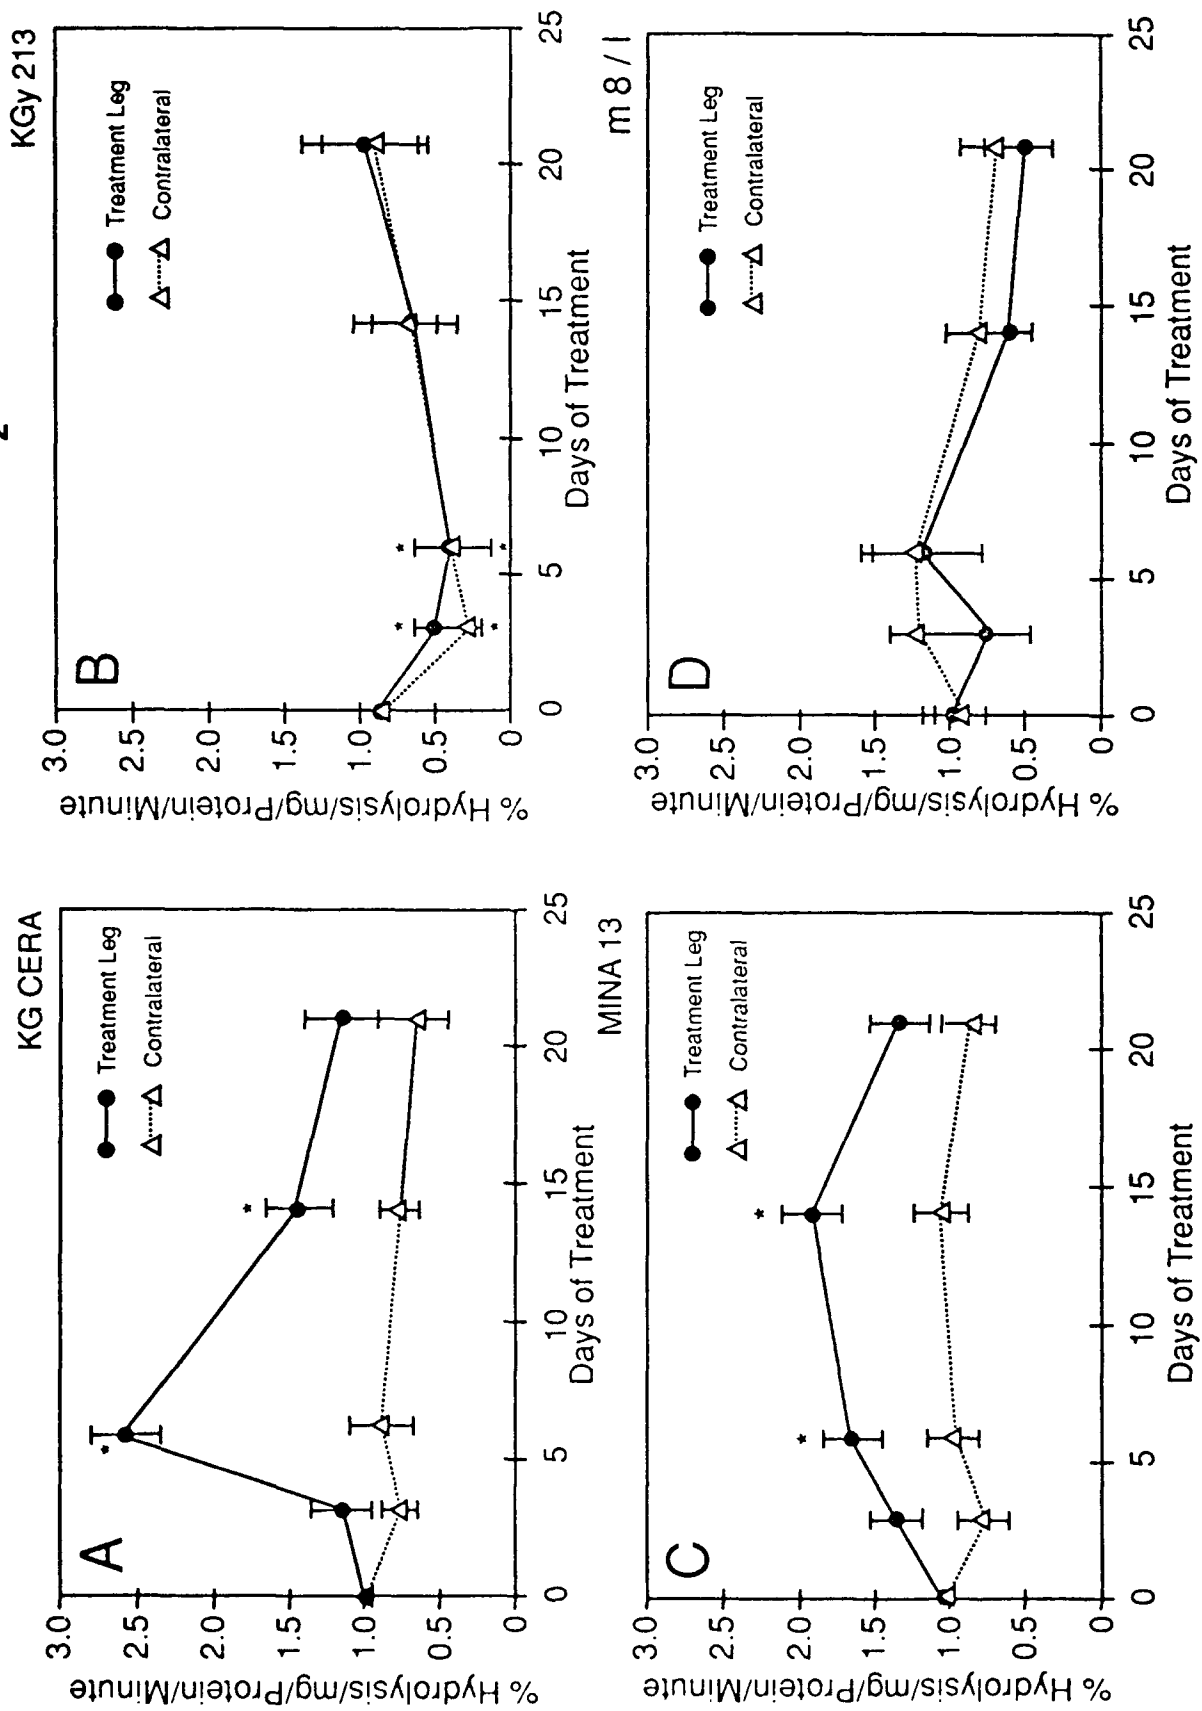 2
KG CERA
A
Treatment Leg
Contralateral
*
*
3.0
2.5
2.0
1.5
1.0
0.5
0
% Hydrolysis/mg/Protein/Minute
0 5 10 15 20 25
Days of Treatment
KGy 213
B
Treatment Leg
Contralateral
* *
* *
3.0
2.5
2.0
1.5
1.0
0.5
0
% Hydrolysis/mg/Protein/Minute
0 5 10 15 20 25
Days of Treatment
MINA 13
C
Treatment Leg
Contralateral
*
*
3.0
2.5
2.0
1.5
1.0
0.5
0
% Hydrolysis/mg/Protein/Minute
0 5 10 15 20 25
Days of Treatment
m 8 / I
D
Treatment Leg
Contralateral
3.0
2.5
2.0
1.5
1.0
0.5
0
% Hydrolysis/mg/Protein/Minute
0 5 10 15 20 25
Days of Treatment